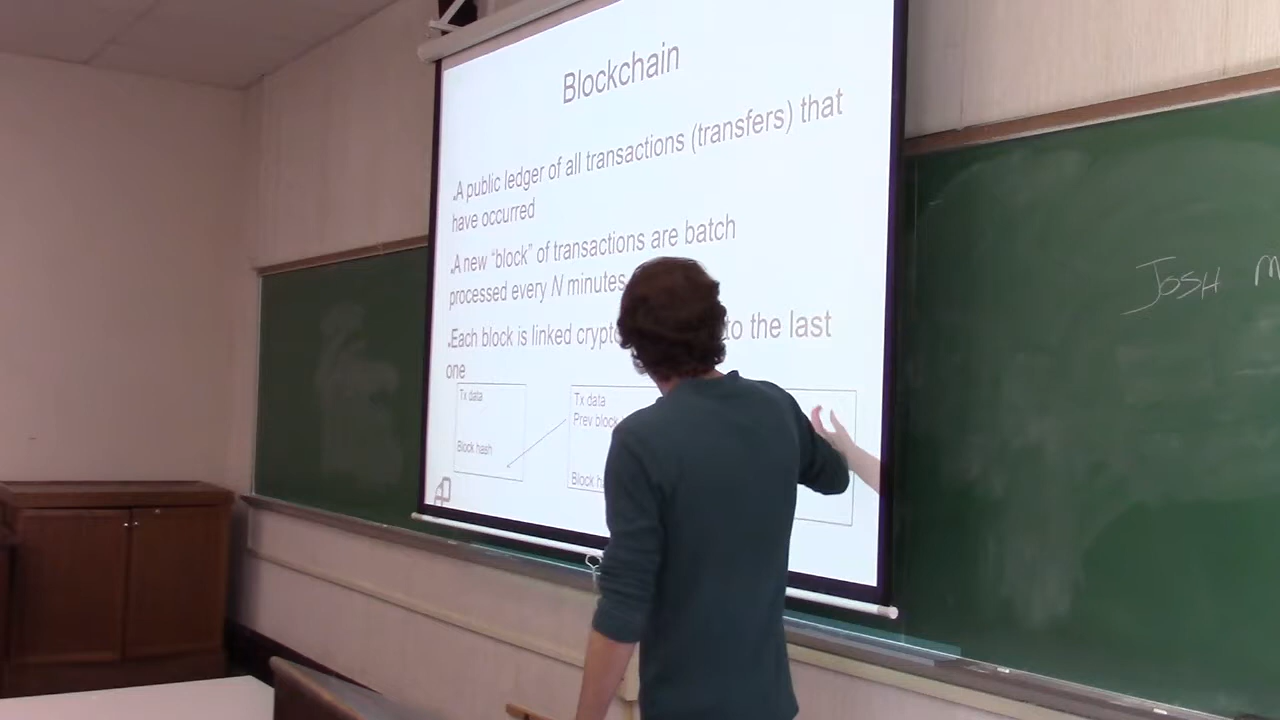 Blockchain
.A public ledger of all transactions (transfers) that
have occurred
.A new “block” of transactions are batch
processed every N minutes
.Each block is linked to the last
one
Tx data
Block hash
Tx data
Prev block
Block
JOSH